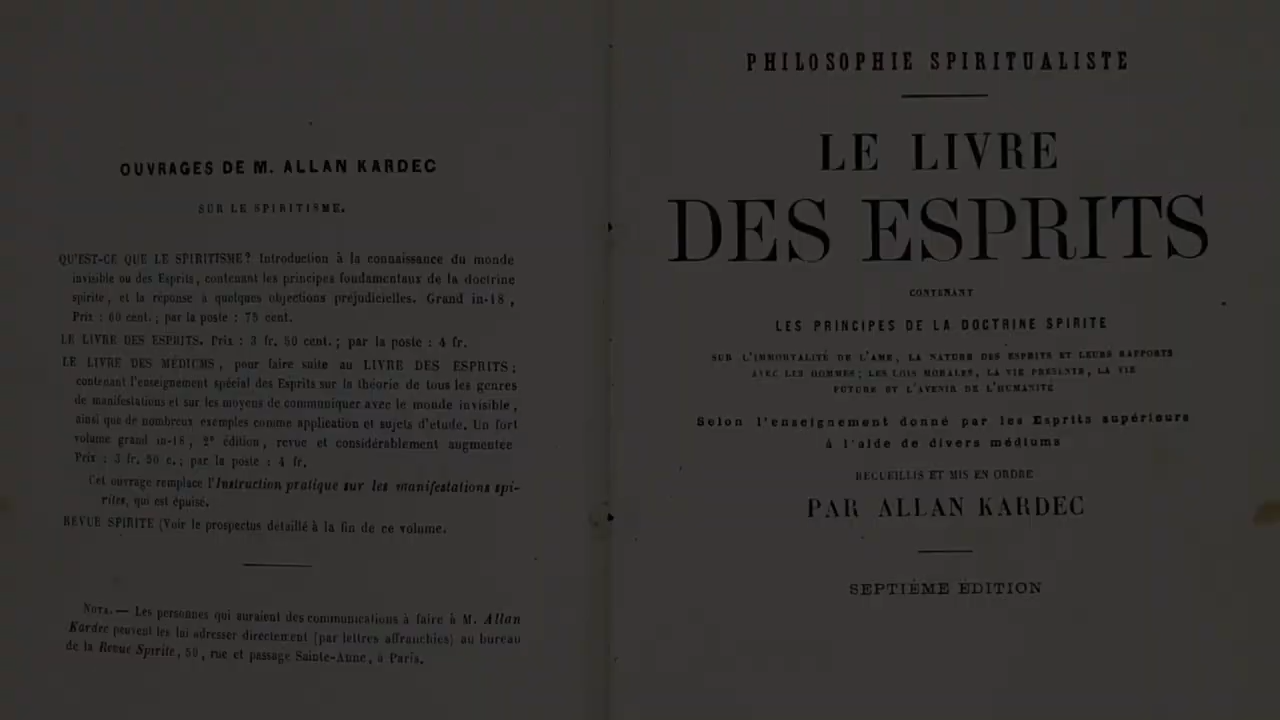 OUVRAGES DE M. ALLAN KARDEC
SUR LE SPIRITISME.
QU'EST-CE QUE LE SPIRITISME? Introduction à la connaissance du monde
invisible ou des Esprits, contenant les principes fondamentaux de la doctrine
spirite, et la réponse à quelques objections préjudicielles. Grand in-18,
Prix : 60 cent.; par la poste : 75 cent.
LE LIVRE DES ESPRITS. Prix : 3 fr. 50 cent.; par la poste : 4 fr.
LE LIVRE DES MÉDIUMS, pour faire suite au LIVRE DES ESPRITS;
contenant l'enseignement spécial des Esprits sur la théorie de tous les genres
de manifestations et sur les moyens de communiquer avec le monde invisible,
ainsi que de nombreux exemples comme application et sujets d'étude. Un fort
volume grand in-18, 2e édition, revue et considérablement augmentée
Prix : 3 fr. 50 c.; par la poste : 4 fr.
Cet ouvrage remplace l'Instruction pratique sur les manifestations spi-
rites, qui est épuisé.
REVUE SPIRITE (Voir le prospectus détaillé à la fin de ce volume.
NOTA. — Les personnes qui auraient des communications à faire à M. Allan
Kardec peuvent les lui adresser directement (par lettres affranchies) au bureau
de la Revue Spirite, 59, rue et passage Sainte-Anne, à Paris.
PHILOSOPHIE SPIRITUALISTE
LE LIVRE
DES ESPRITS
CONTENANT
LES PRINCIPES DE LA DOCTRINE SPIRITE
SUR L'IMMORTALITÉ DE L'AME, LA NATURE DES ESPRITS ET LEURS RAPPORTS
AVEC LES HOMMES; LES LOIS MORALES, LA VIE PRÉSENTE, LA VIE
FUTURE ET L'AVENIR DE L'HUMANITÉ
Selon l'enseignement donné par les Esprits supérieurs
à l'aide de divers médiums
RECUEILLIS ET MIS EN ORDRE
PAR ALLAN KARDEC
SEPTIÈME ÉDITION